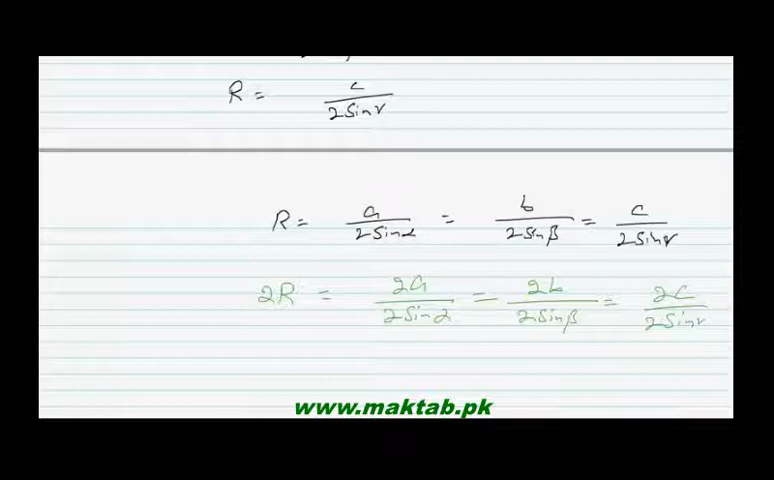 R = c / 2Sinγ
R = a / 2Sinα = b / 2Sinβ = c / 2Sinγ
2R = 2a / 2Sinα = 2b / 2Sinβ = 2c / 2Sinγ
www.maktab.pk